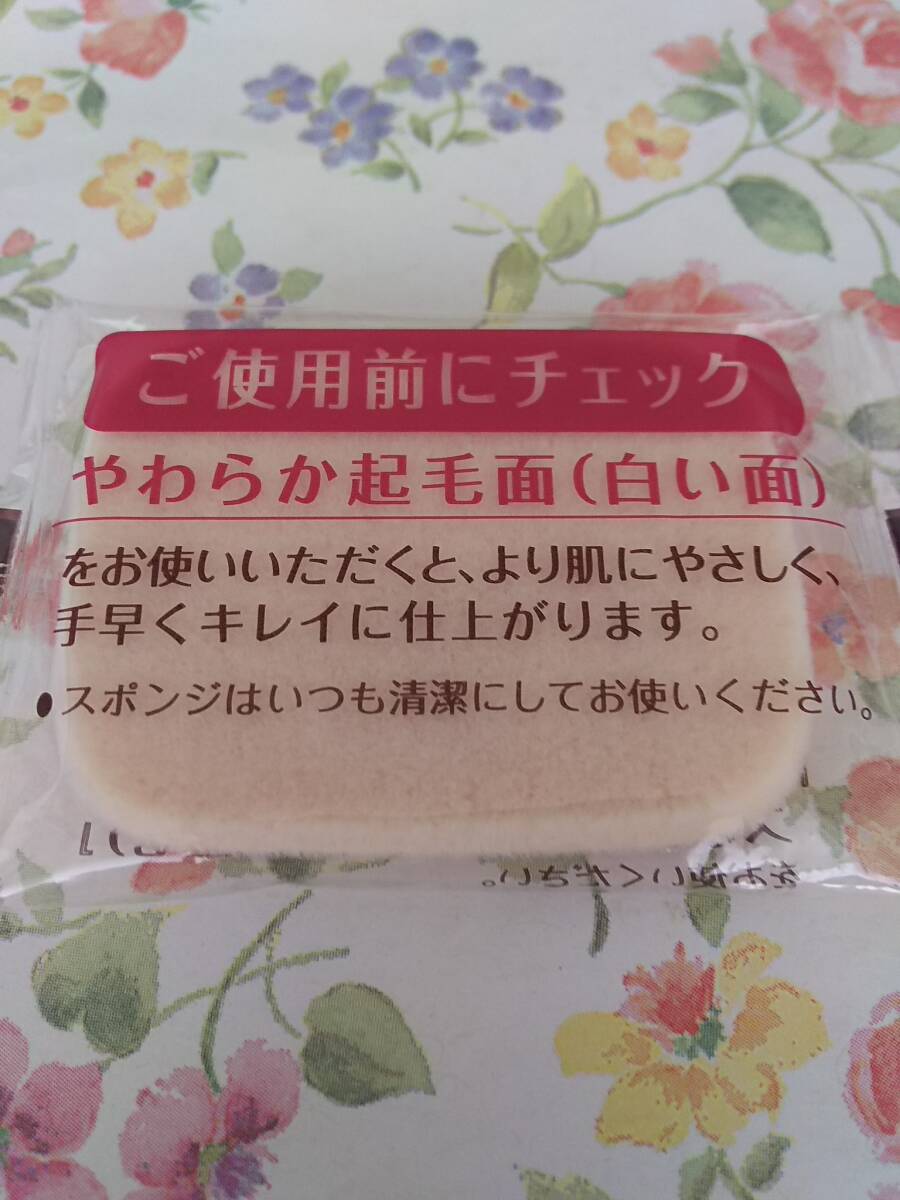 ご使用前にチェック
やわらか起毛面(白い面)
をお使いいただくと、より肌にやさしく、
手早くキレイに仕上がります。
●スポンジはいつも清潔にしてお使いください。